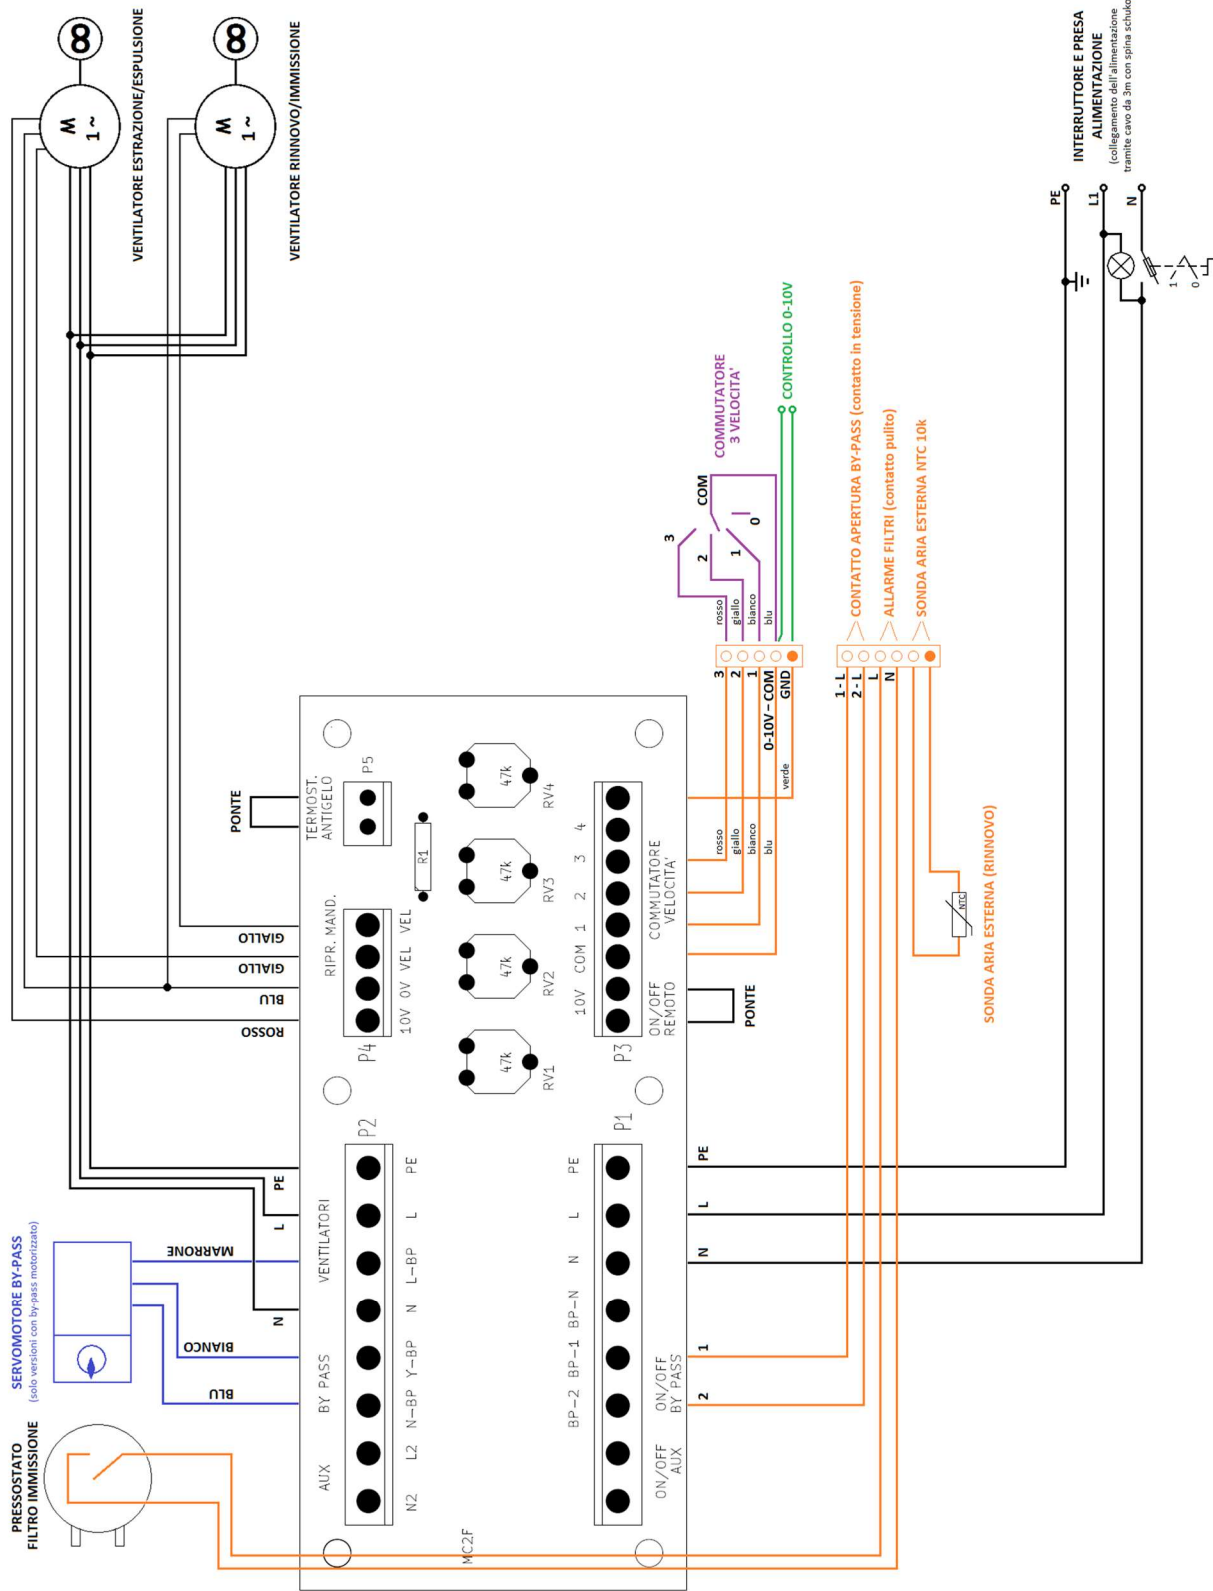 PRESSOSTATO
FILTRO IMMISSIONE
SERVOMOTORE BY-PASS
(solo versioni con by-pass motorizzato)
M
1~
VENTILATORE ESTRAZIONE/ESPULSIONE
M
1~
VENTILATORE RINNOVO/IMMISSIONE
BLU
BIANCO
MARRONE
N
L
PE
ROSSO
BLU
GIALLO
GIALLO
PONTE
AUX
BY PASS
VENTILATORI
RIPR. MAND.
TERMOST.
ANTIGELO
P2
P4
P5
N2
L2
N-BP
Y-BP
N
L-BP
L
PE
10V 0V VEL VEL
R1
MC2F
47k
47k
47k
47k
RV1
RV2
RV3
RV4
BP-2
BP-1
BP-N
N
L
PE
10V
COM
1
2
3
4
P1
P3
ON/OFF
AUX
ON/OFF
BY PASS
ON/OFF
REMOTO
COMMUTATORE
VELOCITA'
2
1
N
L
PE
PONTE
rosso
giallo
bianco
blu
verde
3
2
1
0-10V – COM
GND
rosso
giallo
bianco
blu
3
2
1
0
COM
COMMUTATORE
3 VELOCITA'
CONTROLLO 0-10V
1 - L
2 - L
L
N
CONTATTO APERTURA BY-PASS (contatto in tensione)
ALLARME FILTRI (contatto pulito)
SONDA ARIA ESTERNA NTC 10k
NTC
SONDA ARIA ESTERNA (RINNOVO)
PE
L1
N
1
0
INTERRUTTORE E PRESA
ALIMENTAZIONE
(collegamento dell'alimentazione
tramite cavo da 3m con spina schuko